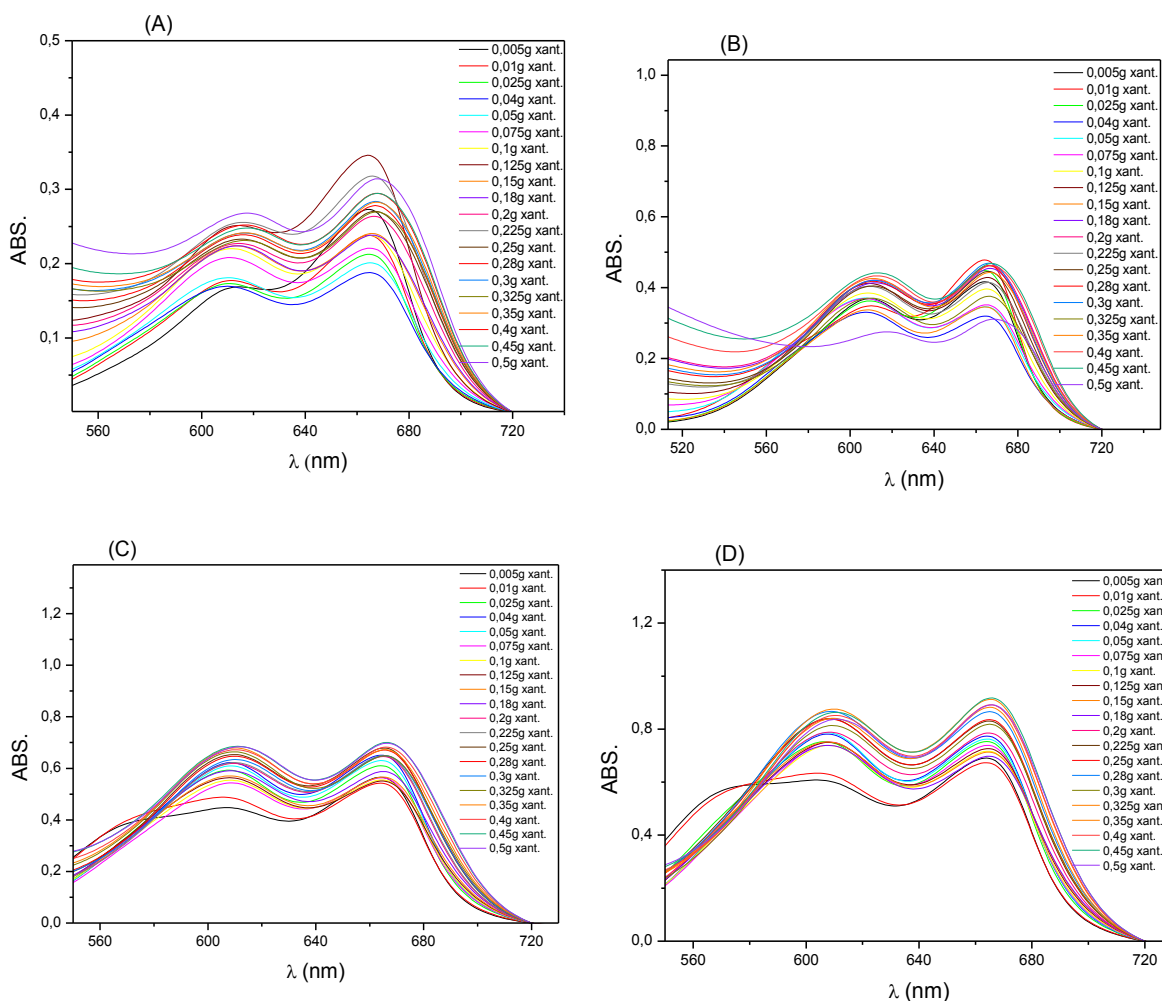 (A)
0,5
0,4
0,3
0,2
0,1
ABS.
560 600 640 680 720
λ (nm)
0,005g xant.
0,01g xant.
0,025g xant.
0,04g xant.
0,05g xant.
0,075g xant.
0,1g xant.
0,125g xant.
0,15g xant.
0,18g xant.
0,2g xant.
0,225g xant.
0,25g xant.
0,28g xant.
0,3g xant.
0,325g xant.
0,35g xant.
0,4g xant.
0,45g xant.
0,5g xant.
(B)
1,0
0,8
0,6
0,4
0,2
0,0
ABS.
520 560 600 640 680 720
λ (nm)
0,005g xant.
0,01g xant.
0,025g xant.
0,04g xant.
0,05g xant.
0,075g xant.
0,1g xant.
0,125g xant.
0,15g xant.
0,18g xant.
0,2g xant.
0,225g xant.
0,25g xant.
0,28g xant.
0,3g xant.
0,325g xant.
0,35g xant.
0,4g xant.
0,45g xant.
0,5g xant.
(C)
1,2
1,0
0,8
0,6
0,4
0,2
0,0
ABS.
560 600 640 680 720
λ (nm)
0,005g xant.
0,01g xant.
0,025g xant.
0,04g xant.
0,05g xant.
0,075g xant.
0,1g xant.
0,125g xant.
0,15g xant.
0,18g xant.
0,2g xant.
0,225g xant.
0,25g xant.
0,28g xant.
0,3g xant.
0,325g xant.
0,35g xant.
0,4g xant.
0,45g xant.
0,5g xant.
(D)
1,2
0,8
0,4
0,0
ABS.
560 600 640 680 720
λ (nm)
0,005g xant
0,01g xant.
0,025g xant
0,04g xant.
0,05g xant.
0,075g xant
0,1g xant.
0,125g xant
0,15g xant.
0,18g xant.
0,2g xant.
0,225g xant
0,25g xant.
0,28g xant.
0,3g xant.
0,325g xant
0,35g xant.
0,4g xant.
0,45g xant.
0,5g xant.